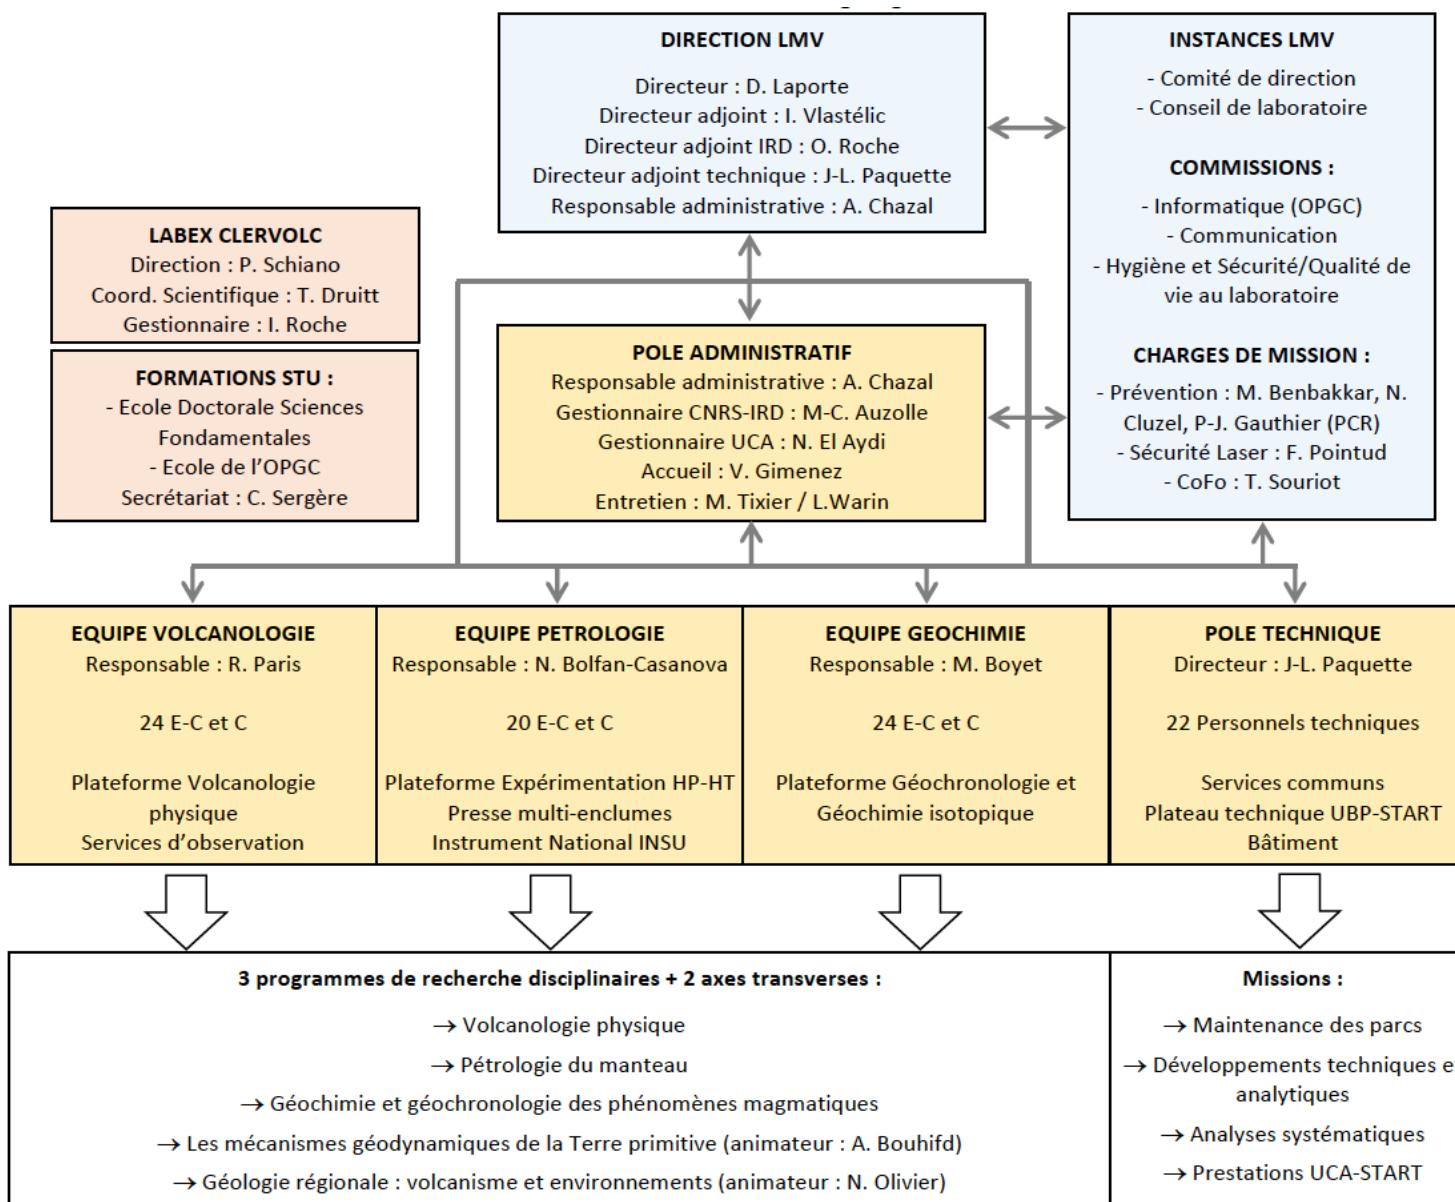 DIRECTION LMV
Directeur : D. Laporte
Directeur adjoint : I. Vlastélic
Directeur adjoint IRD : O. Roche
Directeur adjoint technique : J-L. Paquette
Responsable administrative : A. Chazal
INSTANCES LMV
- Comité de direction
- Conseil de laboratoire
COMMISSIONS :
- Informatique (OPGC)
- Communication
- Hygiène et Sécurité/Qualité de
vie au laboratoire
CHARGES DE MISSION :
- Prévention : M. Benbakkar, N.
Cluzel, P-J. Gauthier (PCR)
- Sécurité Laser : F. Pointud
- CoFo : T. Souriot
LABEX CLERVOLC
Direction : P. Schiano
Coord. Scientifique : T. Druitt
Gestionnaire : I. Roche
FORMATIONS STU :
- Ecole Doctorale Sciences
Fondamentales
- Ecole de l'OPGC
Secrétariat : C. Sergère
POLE ADMINISTRATIF
Responsable administrative : A. Chazal
Gestionnaire CNRS-IRD : M-C. Auzolle
Gestionnaire UCA : N. El Aydi
Accueil : V. Gimenez
Entretien : M. Tixier / L.Warin
EQUIPE VOLCANOLOGIE
Responsable : R. Paris
24 E-C et C
Plateforme Volcanologie
physique
Services d'observation
EQUIPE PETROLOGIE
Responsable : N. Bolfan-Casanova
20 E-C et C
Plateforme Expérimentation HP-HT
Presse multi-enclumes
Instrument National INSU
EQUIPE GEOCHIMIE
Responsable : M. Boyet
24 E-C et C
Plateforme Géochronologie et
Géochimie isotopique
POLE TECHNIQUE
Directeur : J-L. Paquette
22 Personnels techniques
Services communs
Plateau technique UBP-START
Bâtiment
3 programmes de recherche disciplinaires + 2 axes transverses :
→ Volcanologie physique
→ Pétrologie du manteau
→ Géochimie et géochronologie des phénomènes magmatiques
→ Les mécanismes géodynamiques de la Terre primitive (animateur : A. Bouhifd)
→ Géologie régionale : volcanisme et environnements (animateur : N. Olivier)
Missions :
→ Maintenance des parcs
→ Développements techniques e
analytiques
→ Analyses systématiques
→ Prestations UCA-START